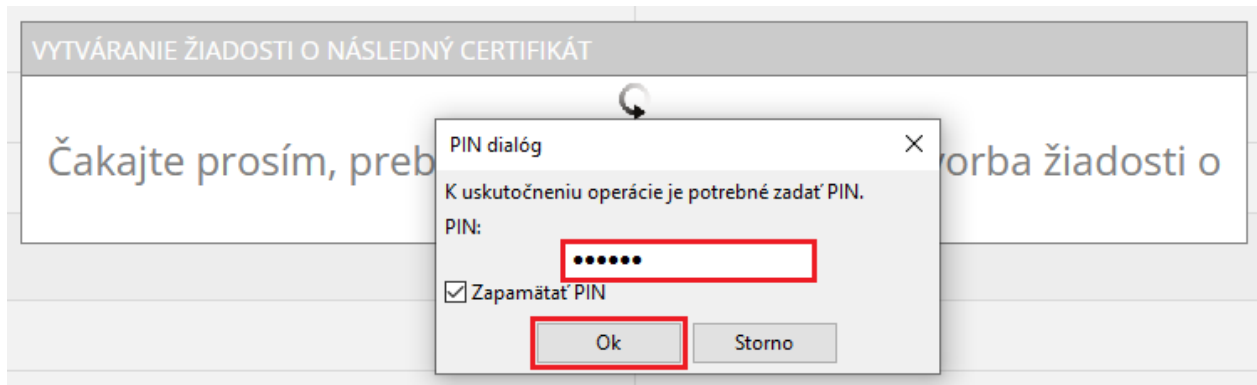 VYTVÁRANIE ŽIADOSTI O NÁSLEDNÝ CERTIFIKÁT
Čakajte prosím, preb
vorba žiadosti o
PIN dialóg
K uskutočneniu operácie je potrebné zadať PIN.
PIN:
••••••
Zapamätať PIN
Ok Storno